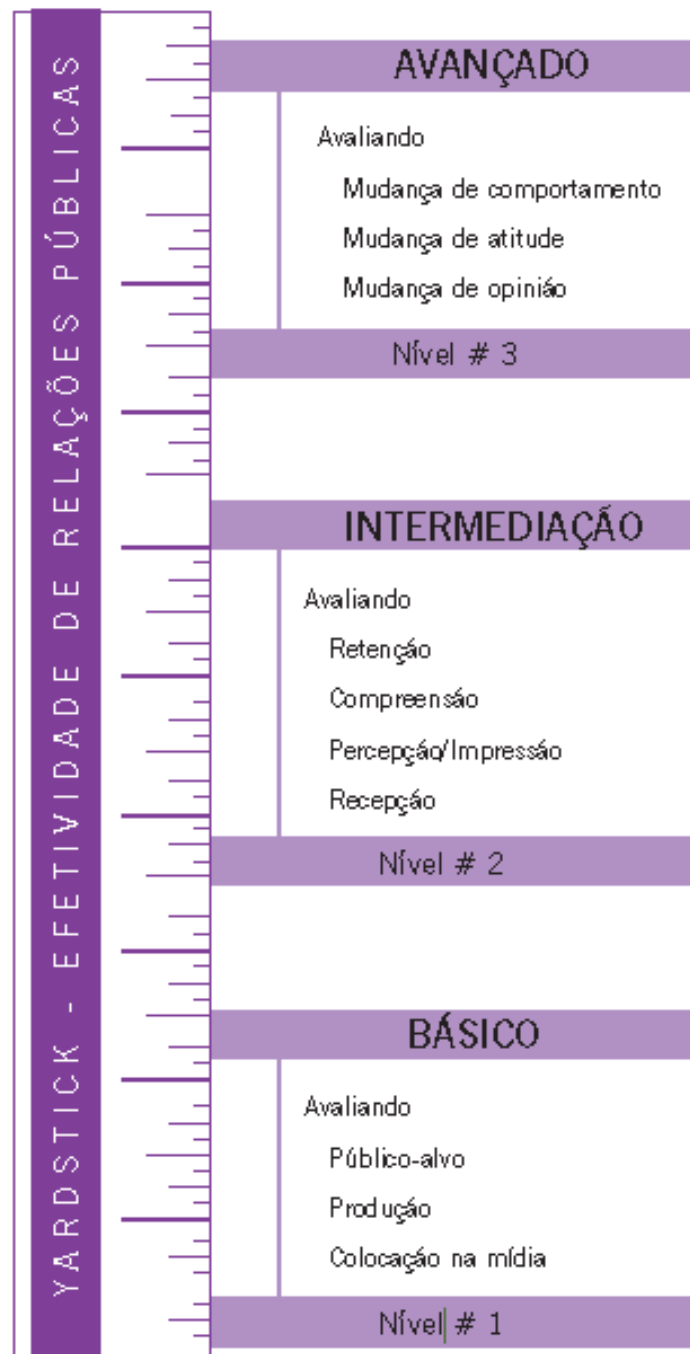 YARDSTICK - EFETIVIDADE DE RELAÇÕES PÚBLICAS
AVANÇADO
Avaliando
Mudança de comportamento
Mudança de atitude
Mudança de opinião
Nível # 3
INTERMEDIAÇÃO
Avaliando
Retenção
Compreensão
Percepção/Impressão
Recepção
Nível # 2
BÁSICO
Avaliando
Público-alvo
Produção
Colocação na mídia
Nível # 1